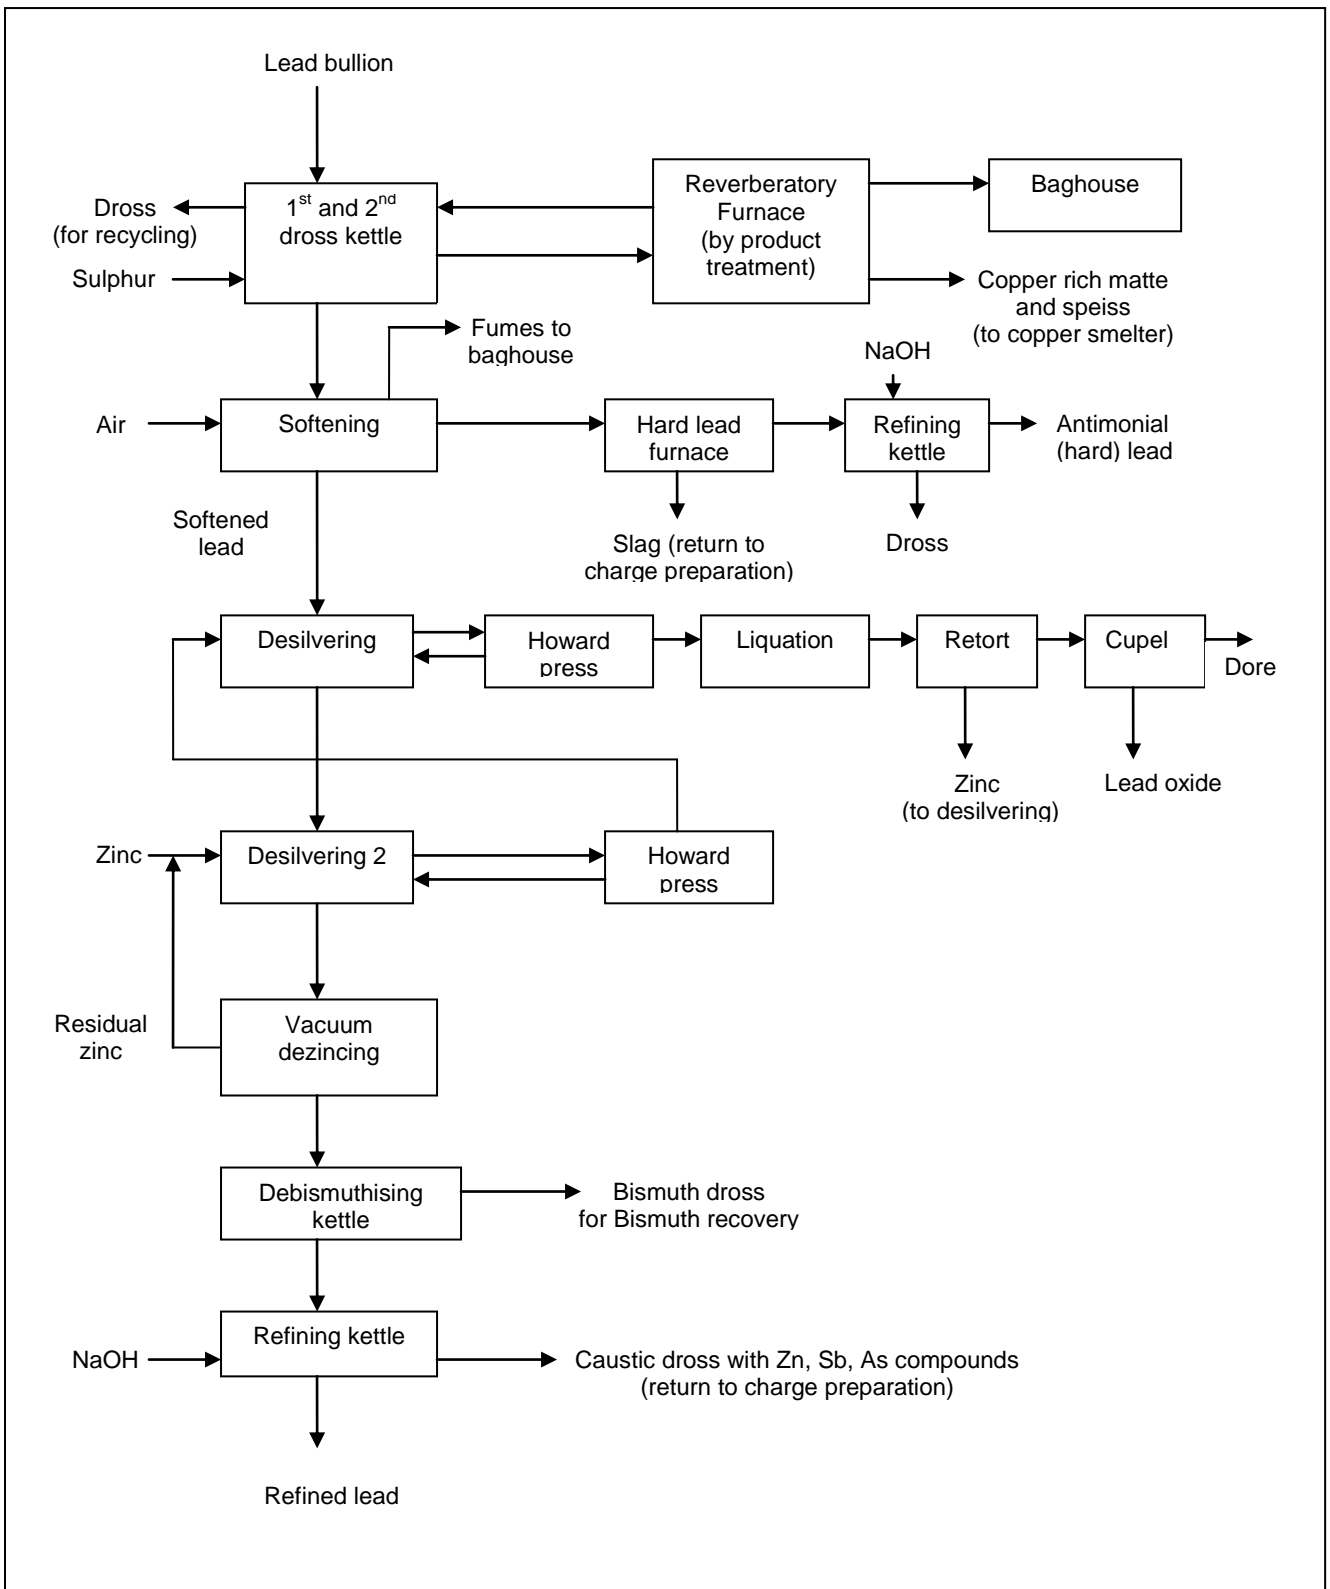 Lead bullion
Dross
(for recycling)
Sulphur
1st and 2nd
dross kettle
Reverberatory
Furnace
(by product
treatment)
Baghouse
Copper rich matte
and speiss
(to copper smelter)
Fumes to
baghouse
NaOH
Air
Softening
Hard lead
furnace
Refining
kettle
Antimonial
(hard) lead
Softened
lead
Slag (return to
charge preparation)
Dross
Desilvering
Howard
press
Liquation
Retort
Cupel
Dore
Zinc
(to desilvering)
Lead oxide
Zinc
Desilvering 2
Howard
press
Residual
zinc
Vacuum
dezincing
Debismuthising
kettle
Bismuth dross
for Bismuth recovery
NaOH
Refining kettle
Caustic dross with Zn, Sb, As compounds
(return to charge preparation)
Refined lead